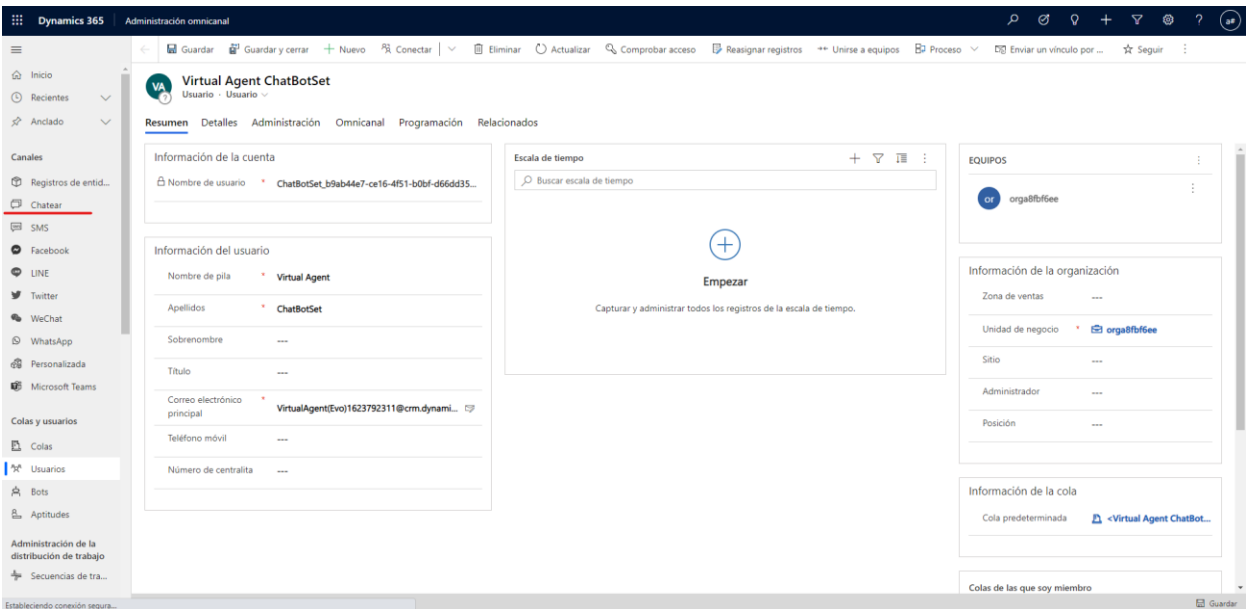 Dynamics 365 Administración omnicanal ? a#
Guardar Guardar y cerrar Nuevo Conectar Eliminar Actualizar Comprobar acceso Reasignar registros Unirse a equipos Proceso Enviar un vínculo por ... Seguir
Inicio
Recientes
Anclado
Canales
Registros de entid...
Chatear
SMS
Facebook
LINE
Twitter
WeChat
WhatsApp
Personalizada
Microsoft Teams
Colas y usuarios
Colas
Usuarios
Bots
Aptitudes
Administración de la
distribución de trabajo
Secuencias de tra...
Estableciendo conexión segura...
VA
Virtual Agent ChatBotSet
Usuario · Usuario
Resumen Detalles Administración Omnicanal Programación Relacionados
Información de la cuenta
Nombre de usuario * ChatBotSet_b9ab44e7-ce16-4f51-b0bf-d66dd35...
Información del usuario
Nombre de pila * Virtual Agent
Apellidos * ChatBotSet
Sobrenombre ---
Título ---
Correo electrónico
principal * VirtualAgent(Evo)1623792311@crm.dynami...
Teléfono móvil ---
Número de centralita ---
Escala de tiempo
Buscar escala de tiempo
Empezar
Capturar y administrar todos los registros de la escala de tiempo.
EQUIPOS
or orga8fbf6ee
Información de la organización
Zona de ventas ---
Unidad de negocio * orga8fbf6ee
Sitio ---
Administrador ---
Posición ---
Información de la cola
Cola predeterminada <Virtual Agent ChatBot...
Colas de las que soy miembro
Guardar